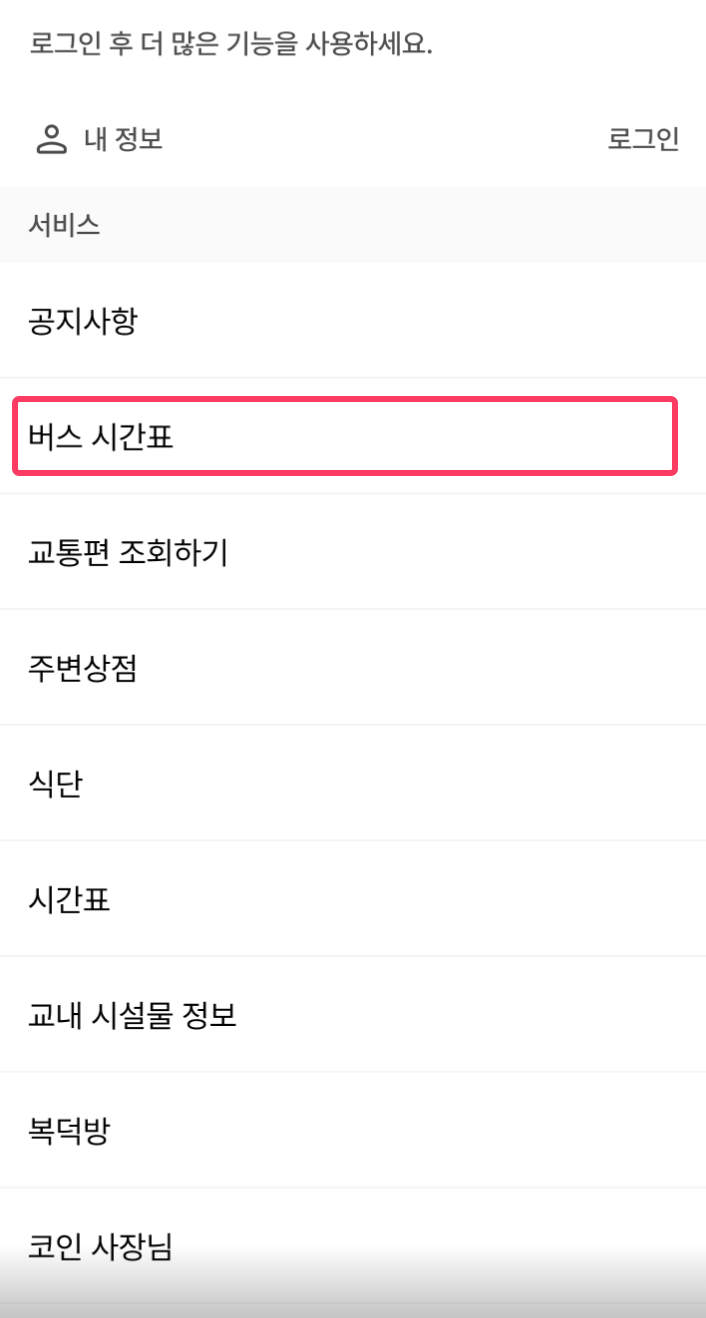 로그인 후 더 많은 기능을 사용하세요.
내 정보 로그인
서비스
공지사항
버스 시간표
교통편 조회하기
주변상점
식단
시간표
교내 시설물 정보
복덕방
코인 사장님